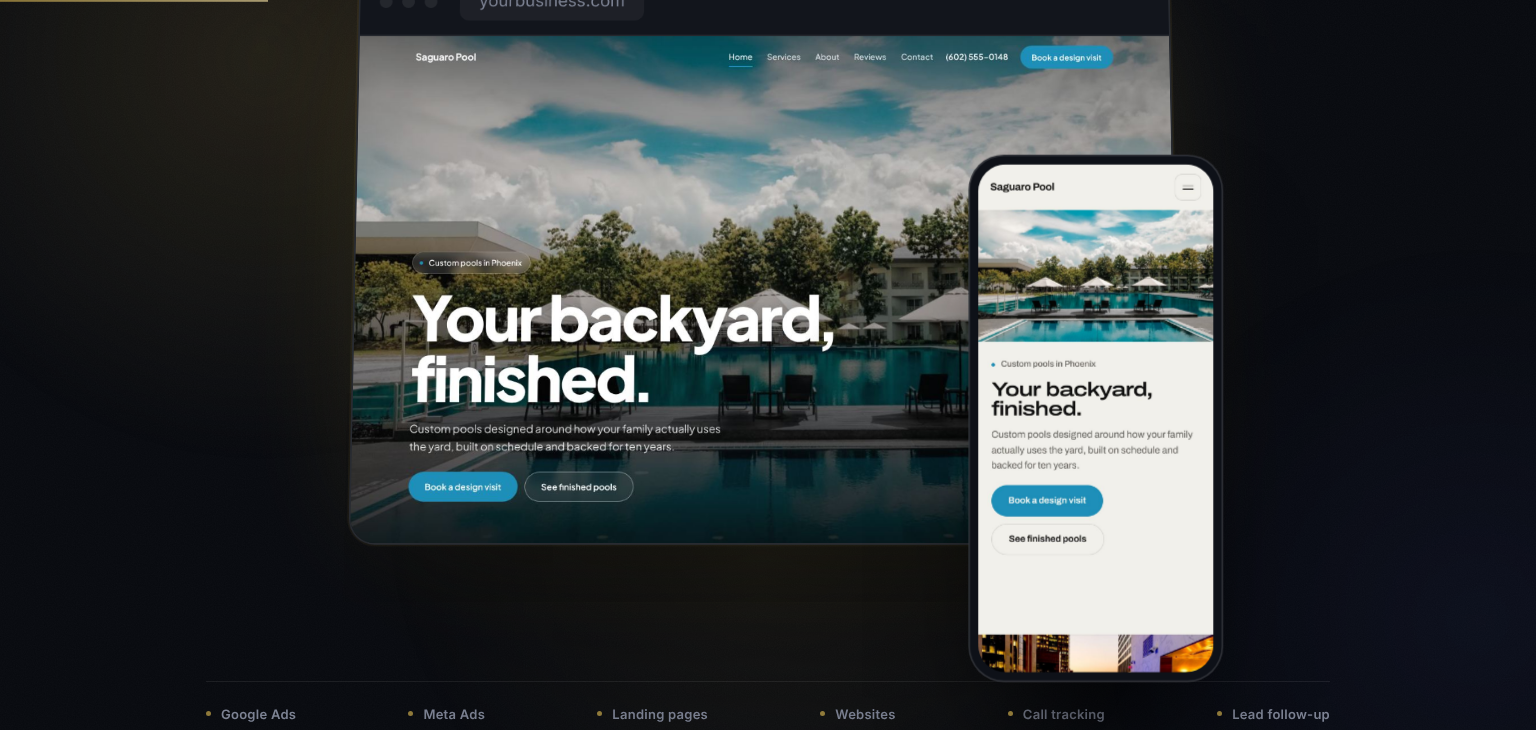 yourbusiness.com
Saguaro Pool
Home
Services
About
Reviews
Contact
(602) 555-0148
Book a design visit
Custom pools in Phoenix
Your backyard,
finished.
Custom pools designed around how your family actually uses
the yard, built on schedule and backed for ten years.
Book a design visit
See finished pools
Saguaro Pool
Custom pools in Phoenix
Your backyard,
finished.
Custom pools designed around how your family
actually uses the yard, built on schedule and
backed for ten years.
Book a design visit
See finished pools
Google Ads
Meta Ads
Landing pages
Websites
Call tracking
Lead follow-up